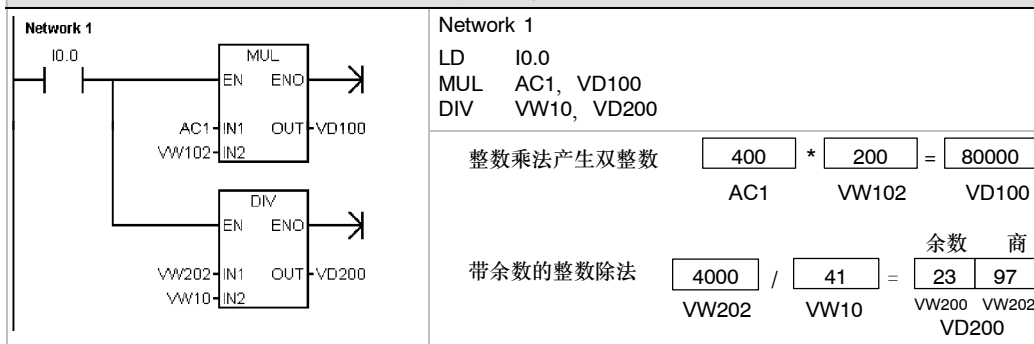 Network 1
I0.0
MUL
EN ENO
AC1 IN1 OUT VD100
VW102 IN2
DIV
EN ENO
VW202 IN1 OUT VD200
VW10 IN2
Network 1
LD I0.0
MUL AC1, VD100
DIV VW10, VD200
整数乘法产生双整数 400 * 200 = 80000
AC1 VW102 VD100
余数 商
带余数的整数除法 4000 / 41 = 23 97
VW202 VW10 VW200 VW202
VD200